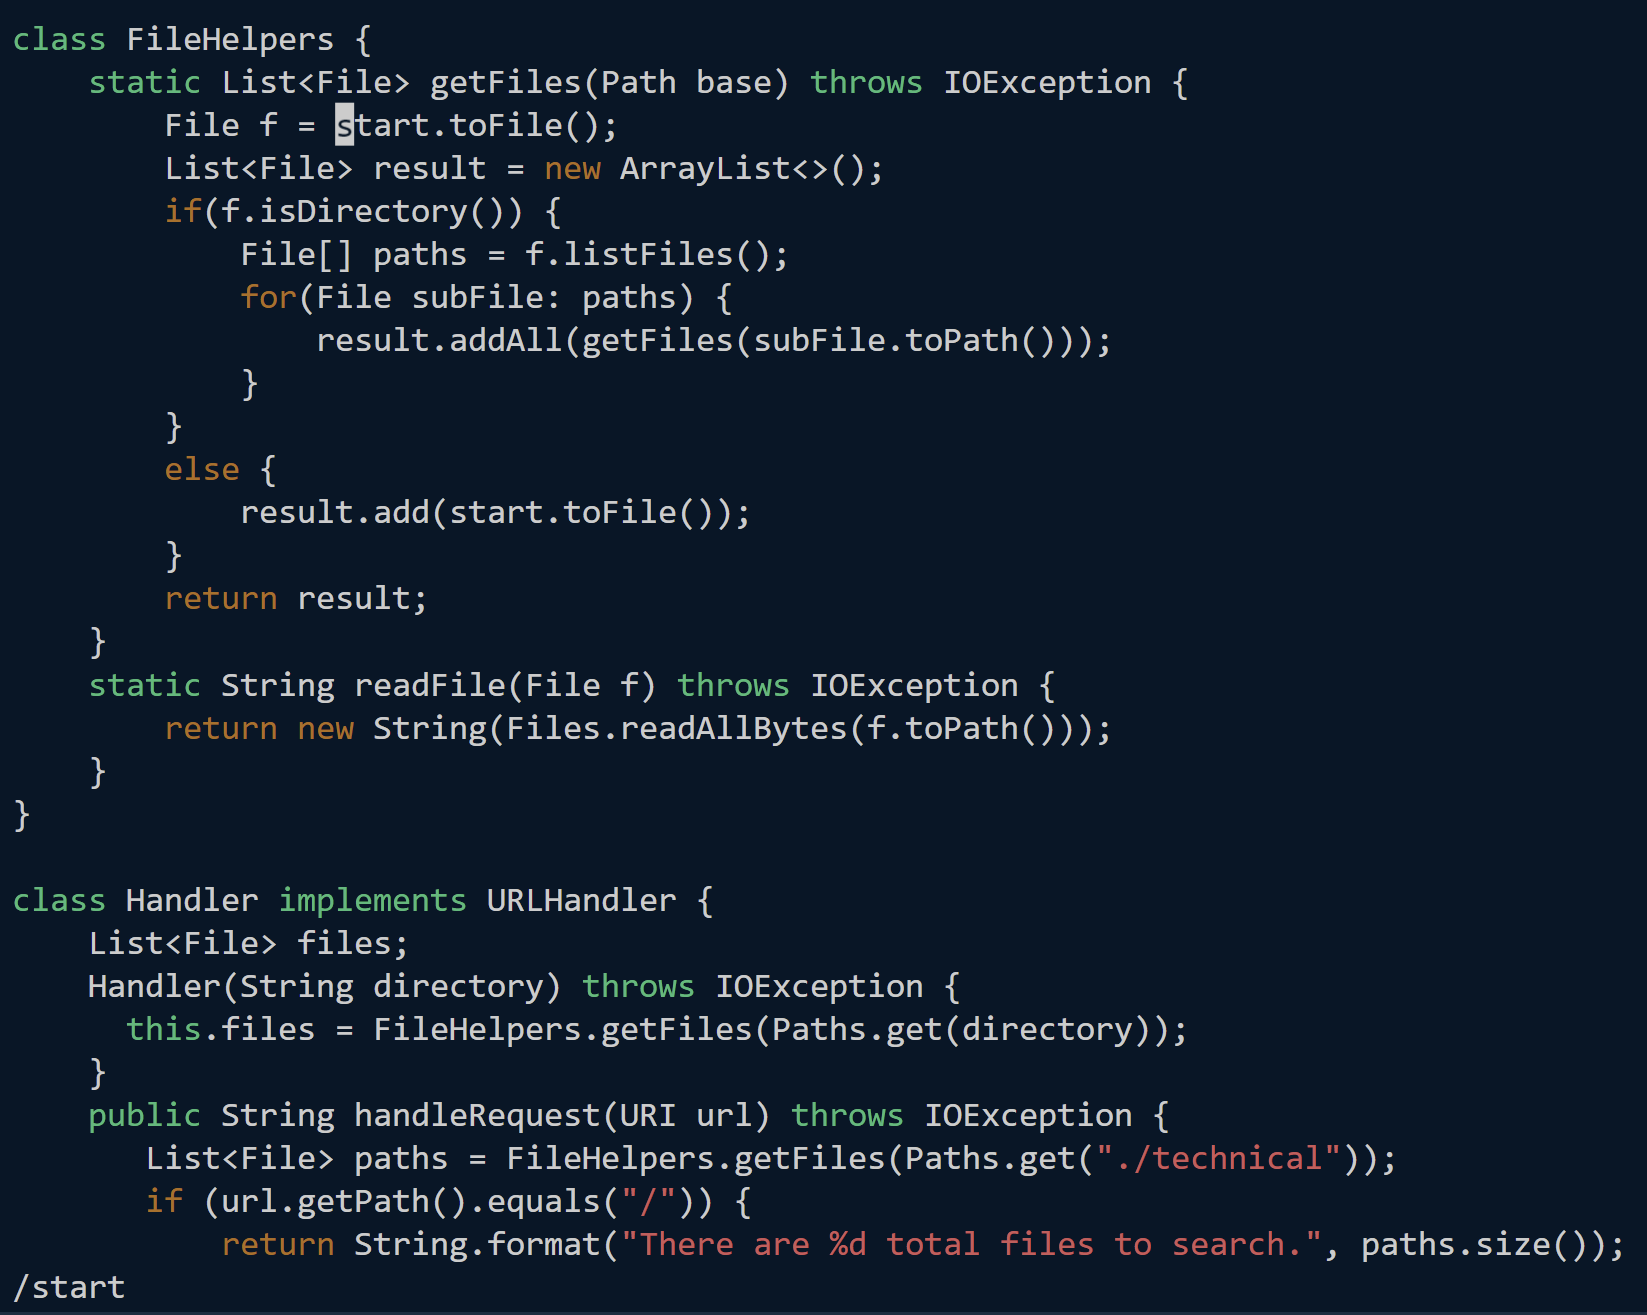 class FileHelpers {
    static List<File> getFiles(Path base) throws IOException {
        File f = start.toFile();
        List<File> result = new ArrayList<>();
        if(f.isDirectory()) {
            File[] paths = f.listFiles();
            for(File subFile: paths) {
                result.addAll(getFiles(subFile.toPath()));
            }
        }
        else {
            result.add(start.toFile());
        }
        return result;
    }
    static String readFile(File f) throws IOException {
        return new String(Files.readAllBytes(f.toPath()));
    }
}

class Handler implements URLHandler {
    List<File> files;
    Handler(String directory) throws IOException {
      this.files = FileHelpers.getFiles(Paths.get(directory));
    }
    public String handleRequest(URI url) throws IOException {
       List<File> paths = FileHelpers.getFiles(Paths.get("./technical"));
       if (url.getPath().equals("/")) {
           return String.format("There are %d total files to search.", paths.size());
/start